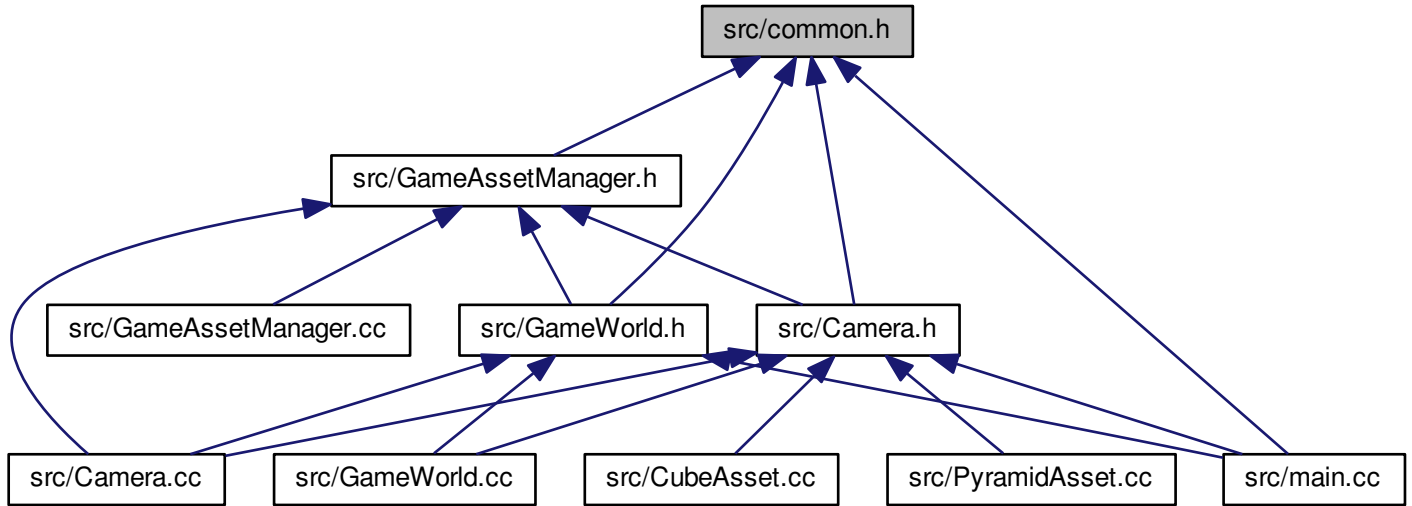 src/common.h
src/GameAssetManager.h
src/GameAssetManager.cc
src/GameWorld.h
src/Camera.h
src/Camera.cc
src/GameWorld.cc
src/CubeAsset.cc
src/PyramidAsset.cc
src/main.cc